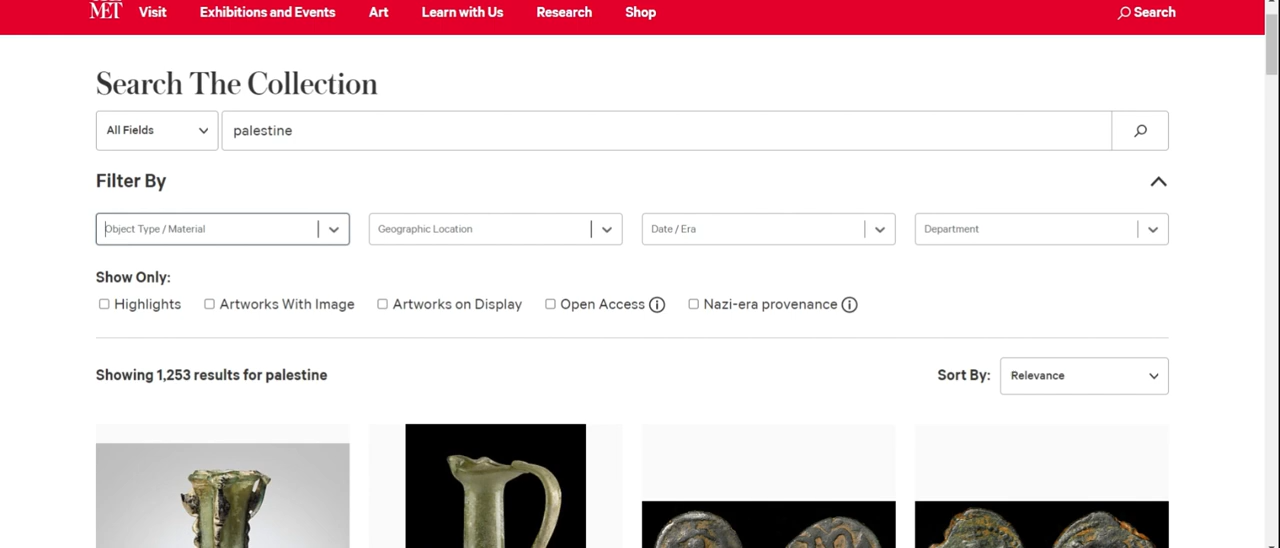 MET Visit Exhibitions and Events Art Learn with Us Research Shop Search
Search The Collection
All Fields palestine
Filter By
Object Type / Material Geographic Location Date / Era Department
Show Only:
Highlights Artworks With Image Artworks on Display Open Access Nazi-era provenance
Showing 1,253 results for palestine Sort By: Relevance